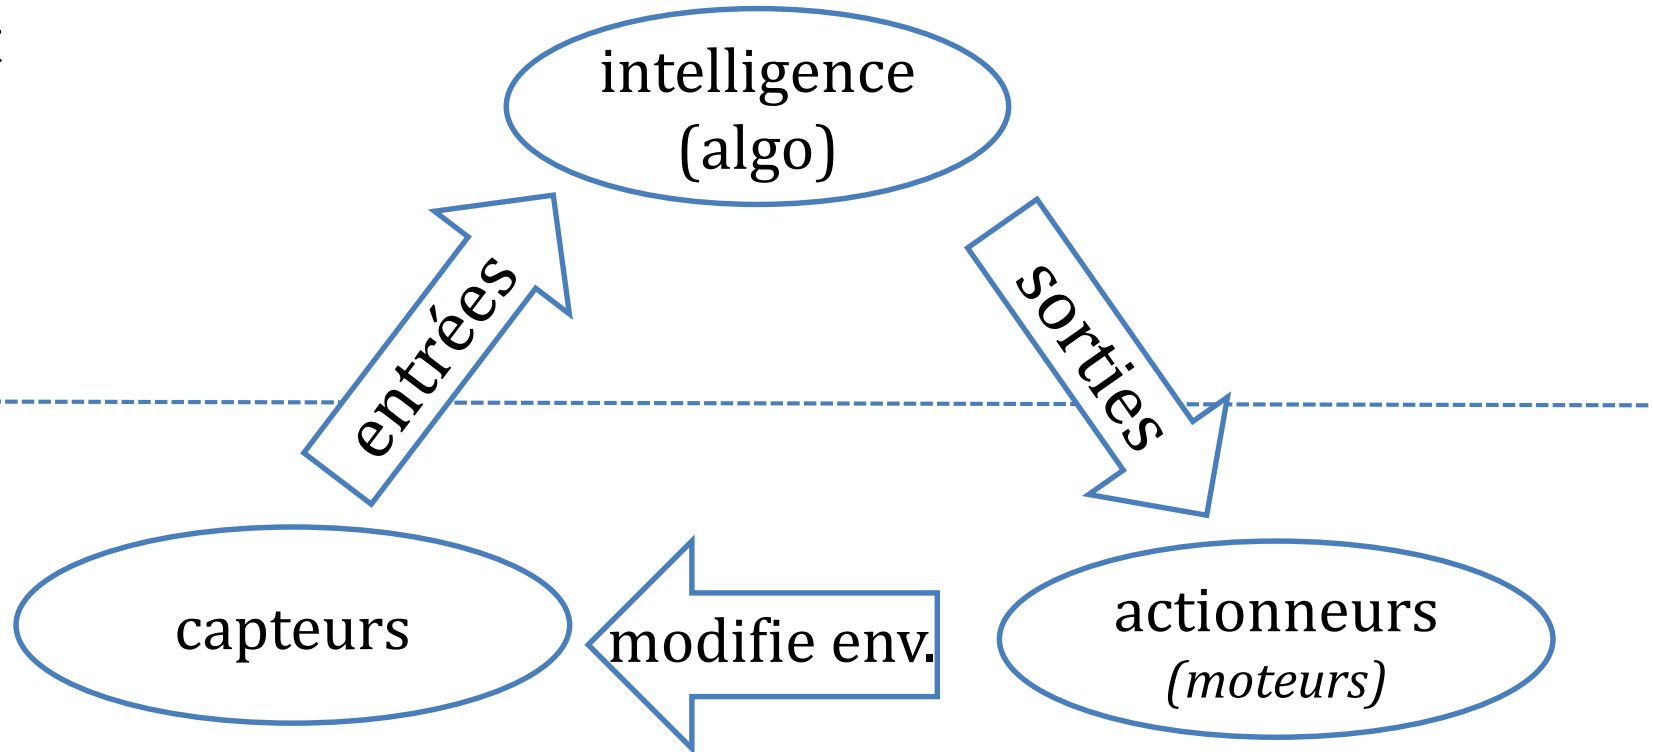 intelligence
(algo)
entrées
sorties
capteurs
modifie env.
actionneurs
(moteurs)